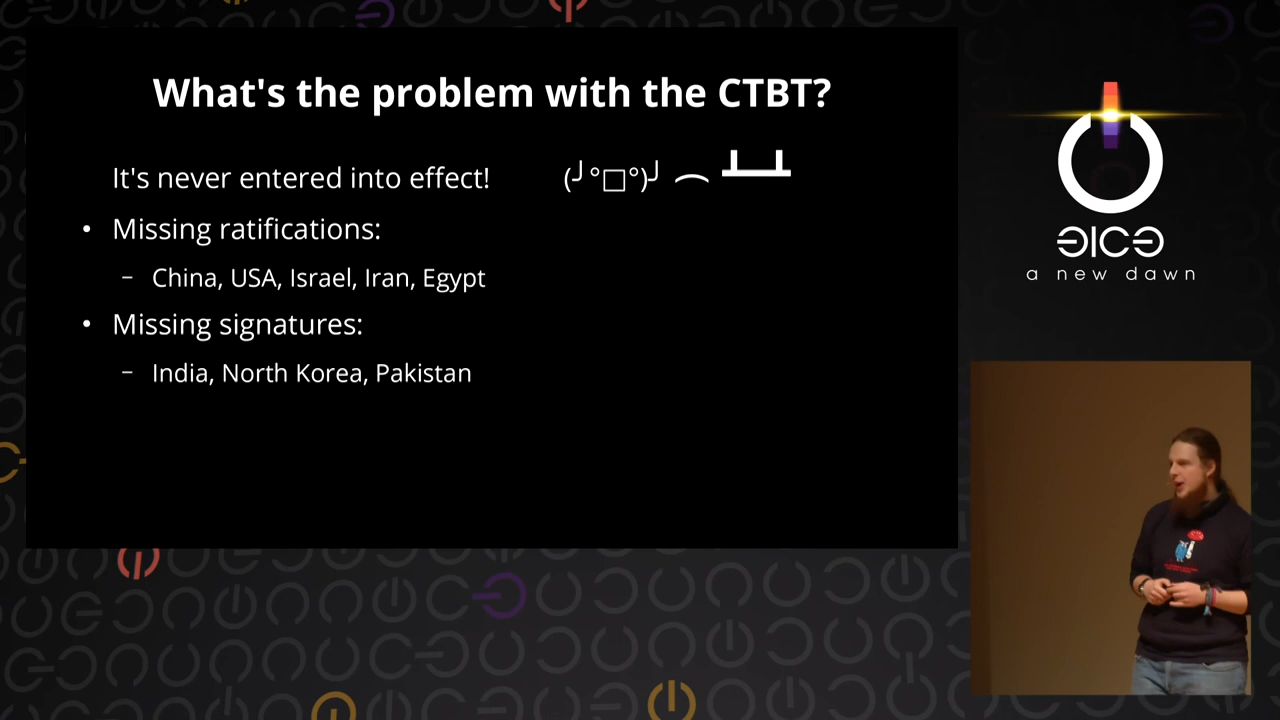 What's the problem with the CTBT?
It's never entered into effect! (╯°□°)╯ ⌒ ┻━┻
• Missing ratifications:
– China, USA, Israel, Iran, Egypt
• Missing signatures:
– India, North Korea, Pakistan
ƎICƏ
a new dawn